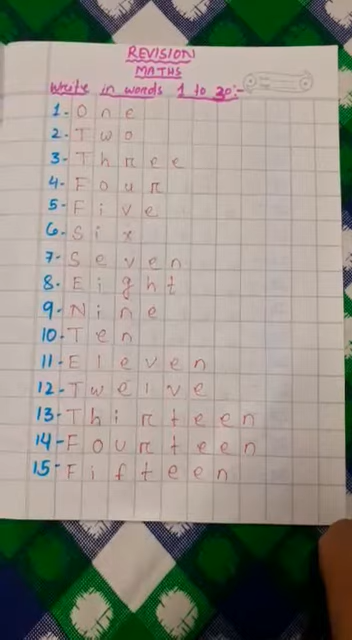 REVISION
MATHS
Write in words 1 to 30:-
1- One
2- Two
3- Three
4- Four
5- Five
6- Six
7- Seven
8- Eight
9- Nine
10- Ten
11- Eleven
12- Twelve
13- Thirteen
14- Fourteen
15- Fifteen